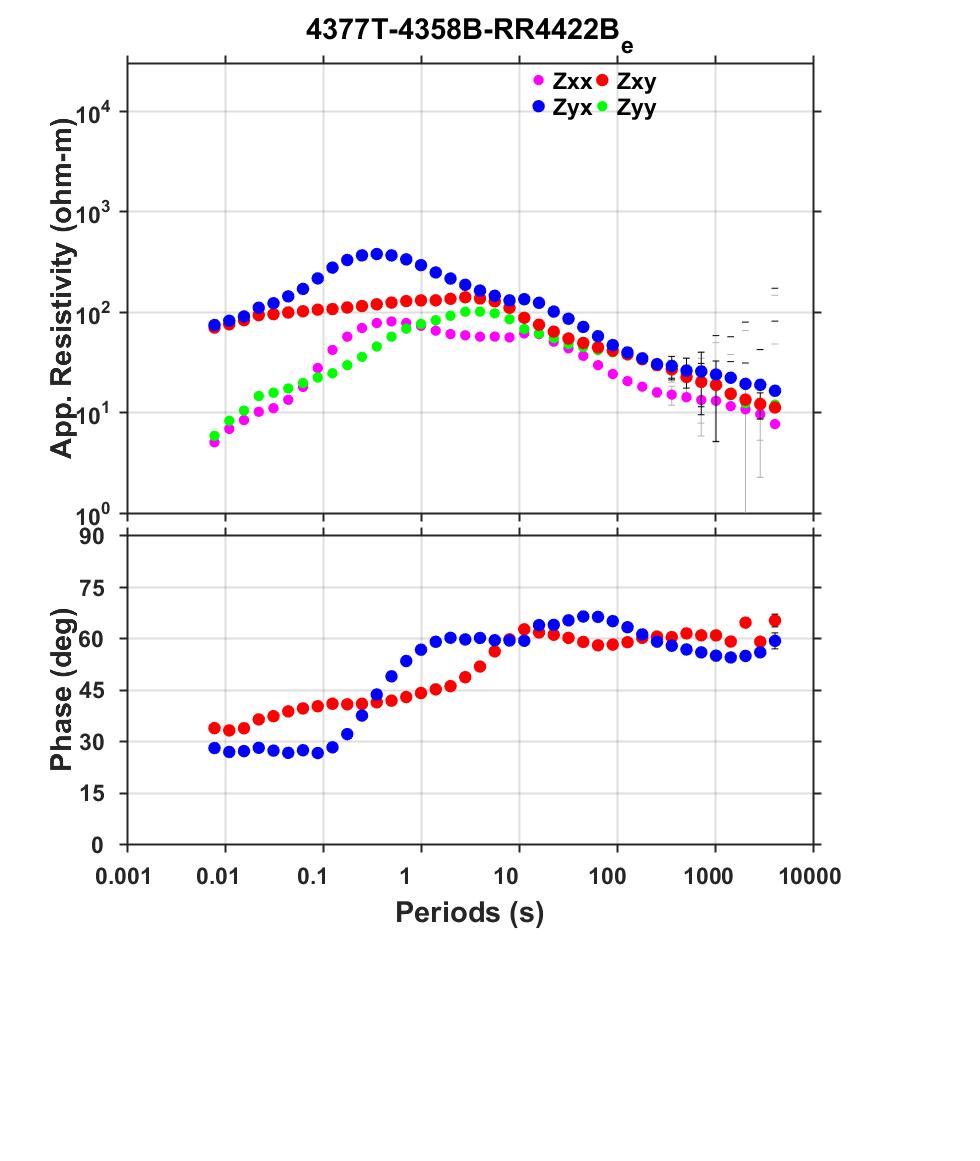 4377T-4358B-RR4422Be
Zxx Zxy
Zyx Zyy
App. Resistivity (ohm-m)
10^4
10^3
10^2
10^1
10^0
Phase (deg)
90
75
60
45
30
15
0
0.001 0.01 0.1 1 10 100 1000 10000
Periods (s)